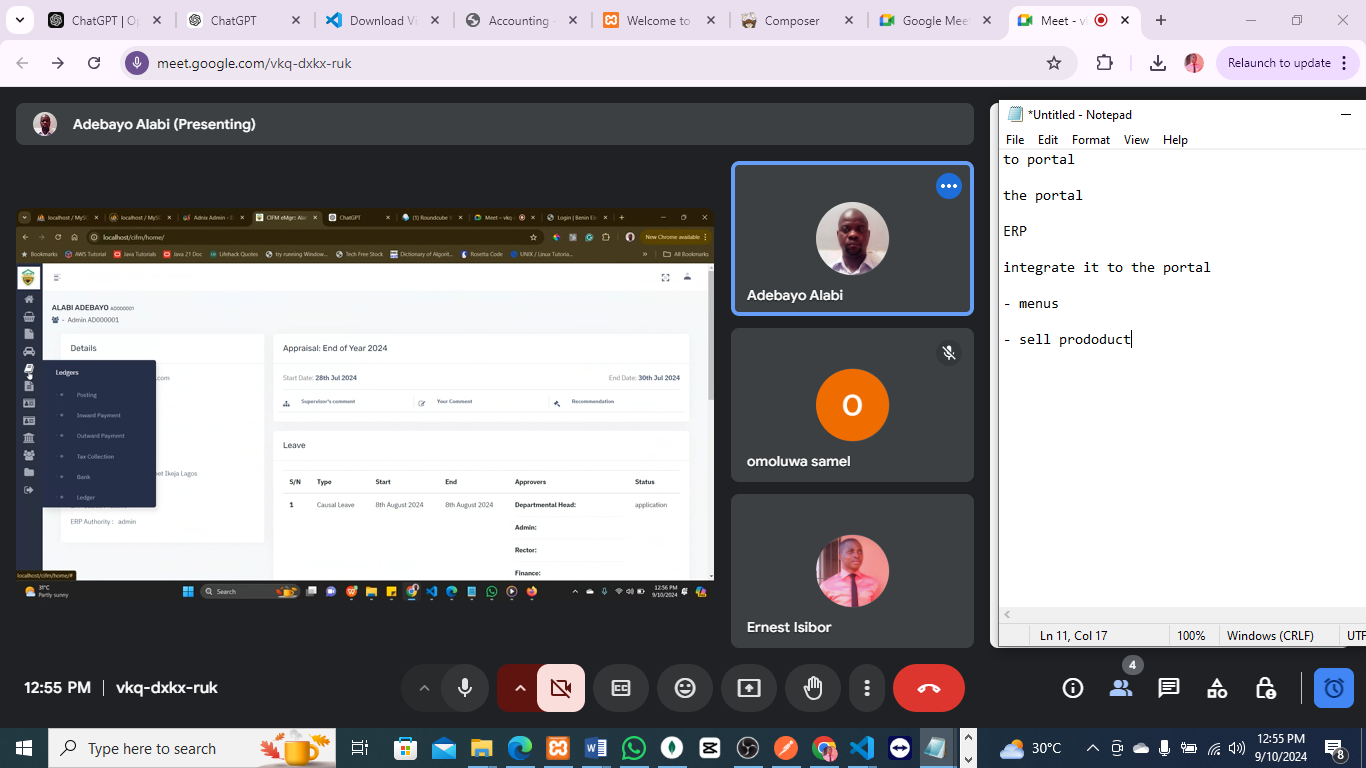 ChatGPT | Op
ChatGPT
Download Vi
Accounting -
Welcome to
Composer
Google Mee
Meet - v
meet.google.com/vkq-dxkx-ruk
Relaunch to update
Adebayo Alabi (Presenting)
localhost / MyS
localhost / MyS
CIFM eMgr: Ala
ChatGPT
(1) Roundcube
Meet – vkq
Login | Benin El
localhost/cifm/home/
New Chrome available
Bookmarks
AWS Tutorial
Java Tutorials
Java 21 Doc
Lifehack Quotes
try running Window...
Tech Free Stock
Dictionary of Algorit...
Rosetta Code
UNIX / Linux Tutoria...
All Bookmarks
ALABI ADEBAYO AD000001
- Admin AD000001
Details
.com
eet Ikeja Lagos
ERP Authority : admin
Ledgers
Posting
Inward Payment
Outward Payment
Tax Collection
Bank
Ledger
Appraisal: End of Year 2024
Start Date: 28th Jul 2024
End Date: 30th Jul 2024
Supervisor's comment
Your Comment
Recommendation
Leave
S/N Type Start End Approvers Status
1 Causal Leave 8th August 2024 8th August 2024 Departmental Head: application
Admin:
Rector:
Finance:
localhost/cifm/home/#
31°C
Partly sunny
Search
12:56 PM
9/10/2024
Adebayo Alabi
O
omoluwa samel
Ernest Isibor
*Untitled - Notepad
File Edit Format View Help
to portal
the portal
ERP
integrate it to the portal
- menus
- sell prododuct
Ln 11, Col 17
100%
Windows (CRLF)
UTF
12:55 PM
vkq-dxkx-ruk
4
Type here to search
30°C
12:55 PM
9/10/2024
8